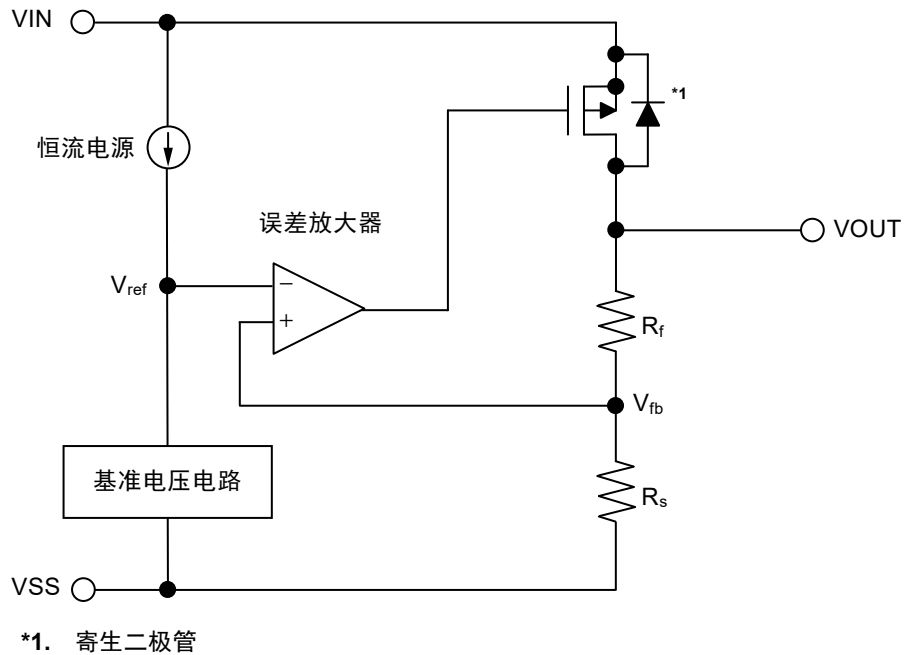 VIN
*1
恒流电源
误差放大器
VOUT
Vref
−
+
Rf
Vfb
基准电压电路
Rs
VSS
*1. 寄生二极管